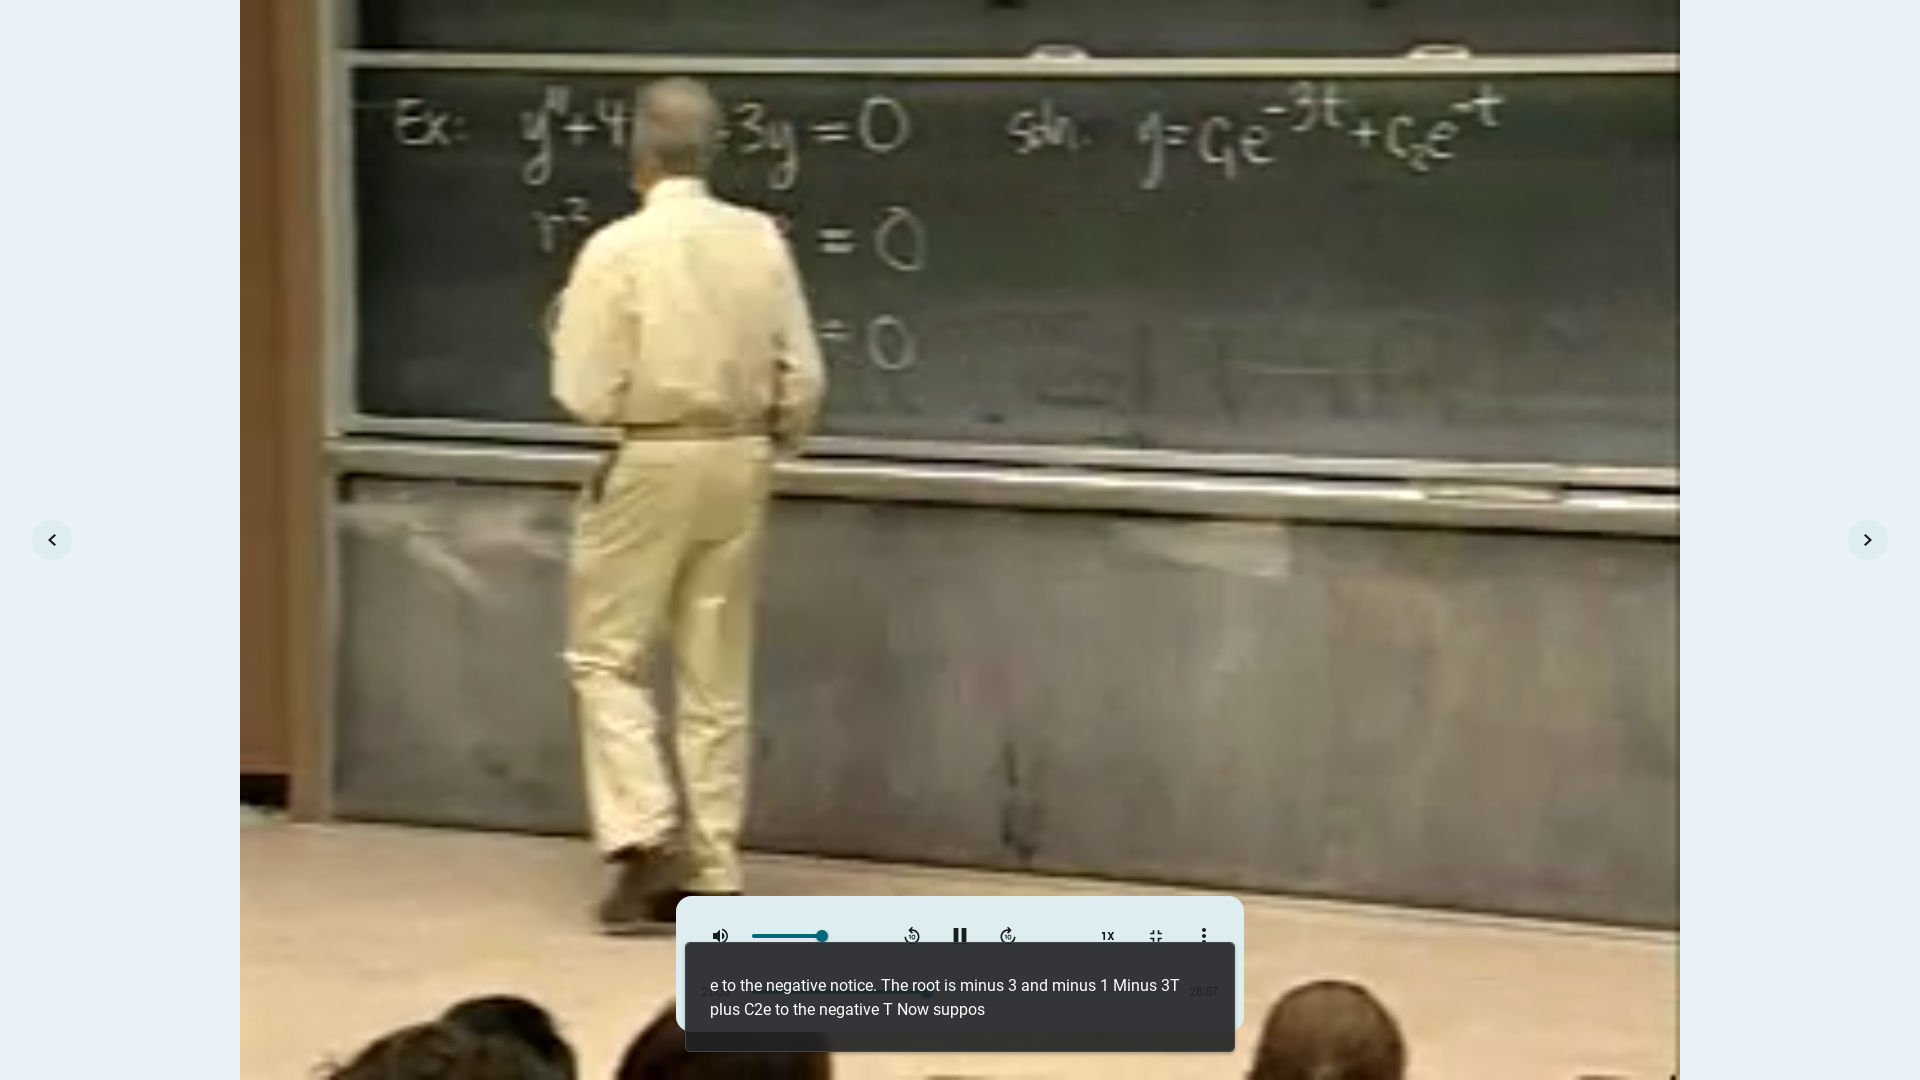 Ex: y"+4 +3y = 0 soln. y = c₁e^-3t + c₂e^-t
r² = 0
= 0
1X
e to the negative notice. The root is minus 3 and minus 1 Minus 3T
plus C2e to the negative T Now suppos
28:57